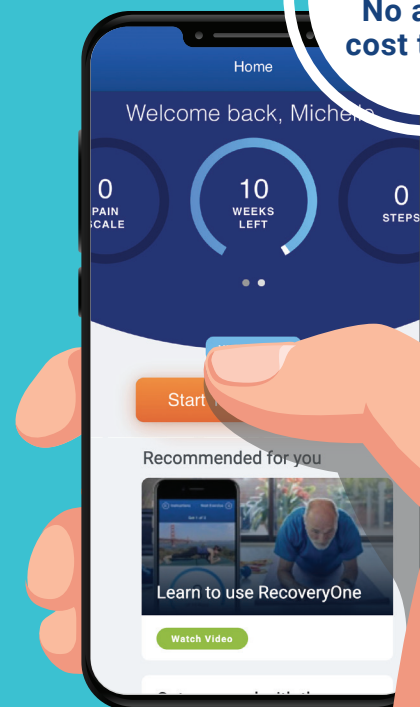 No a
cost t
Home
Welcome back, Michelle
0
PAIN
SCALE
10
WEEKS
LEFT
0
STEPS
Start
Recommended for you
Learn to use RecoveryOne
Watch Video